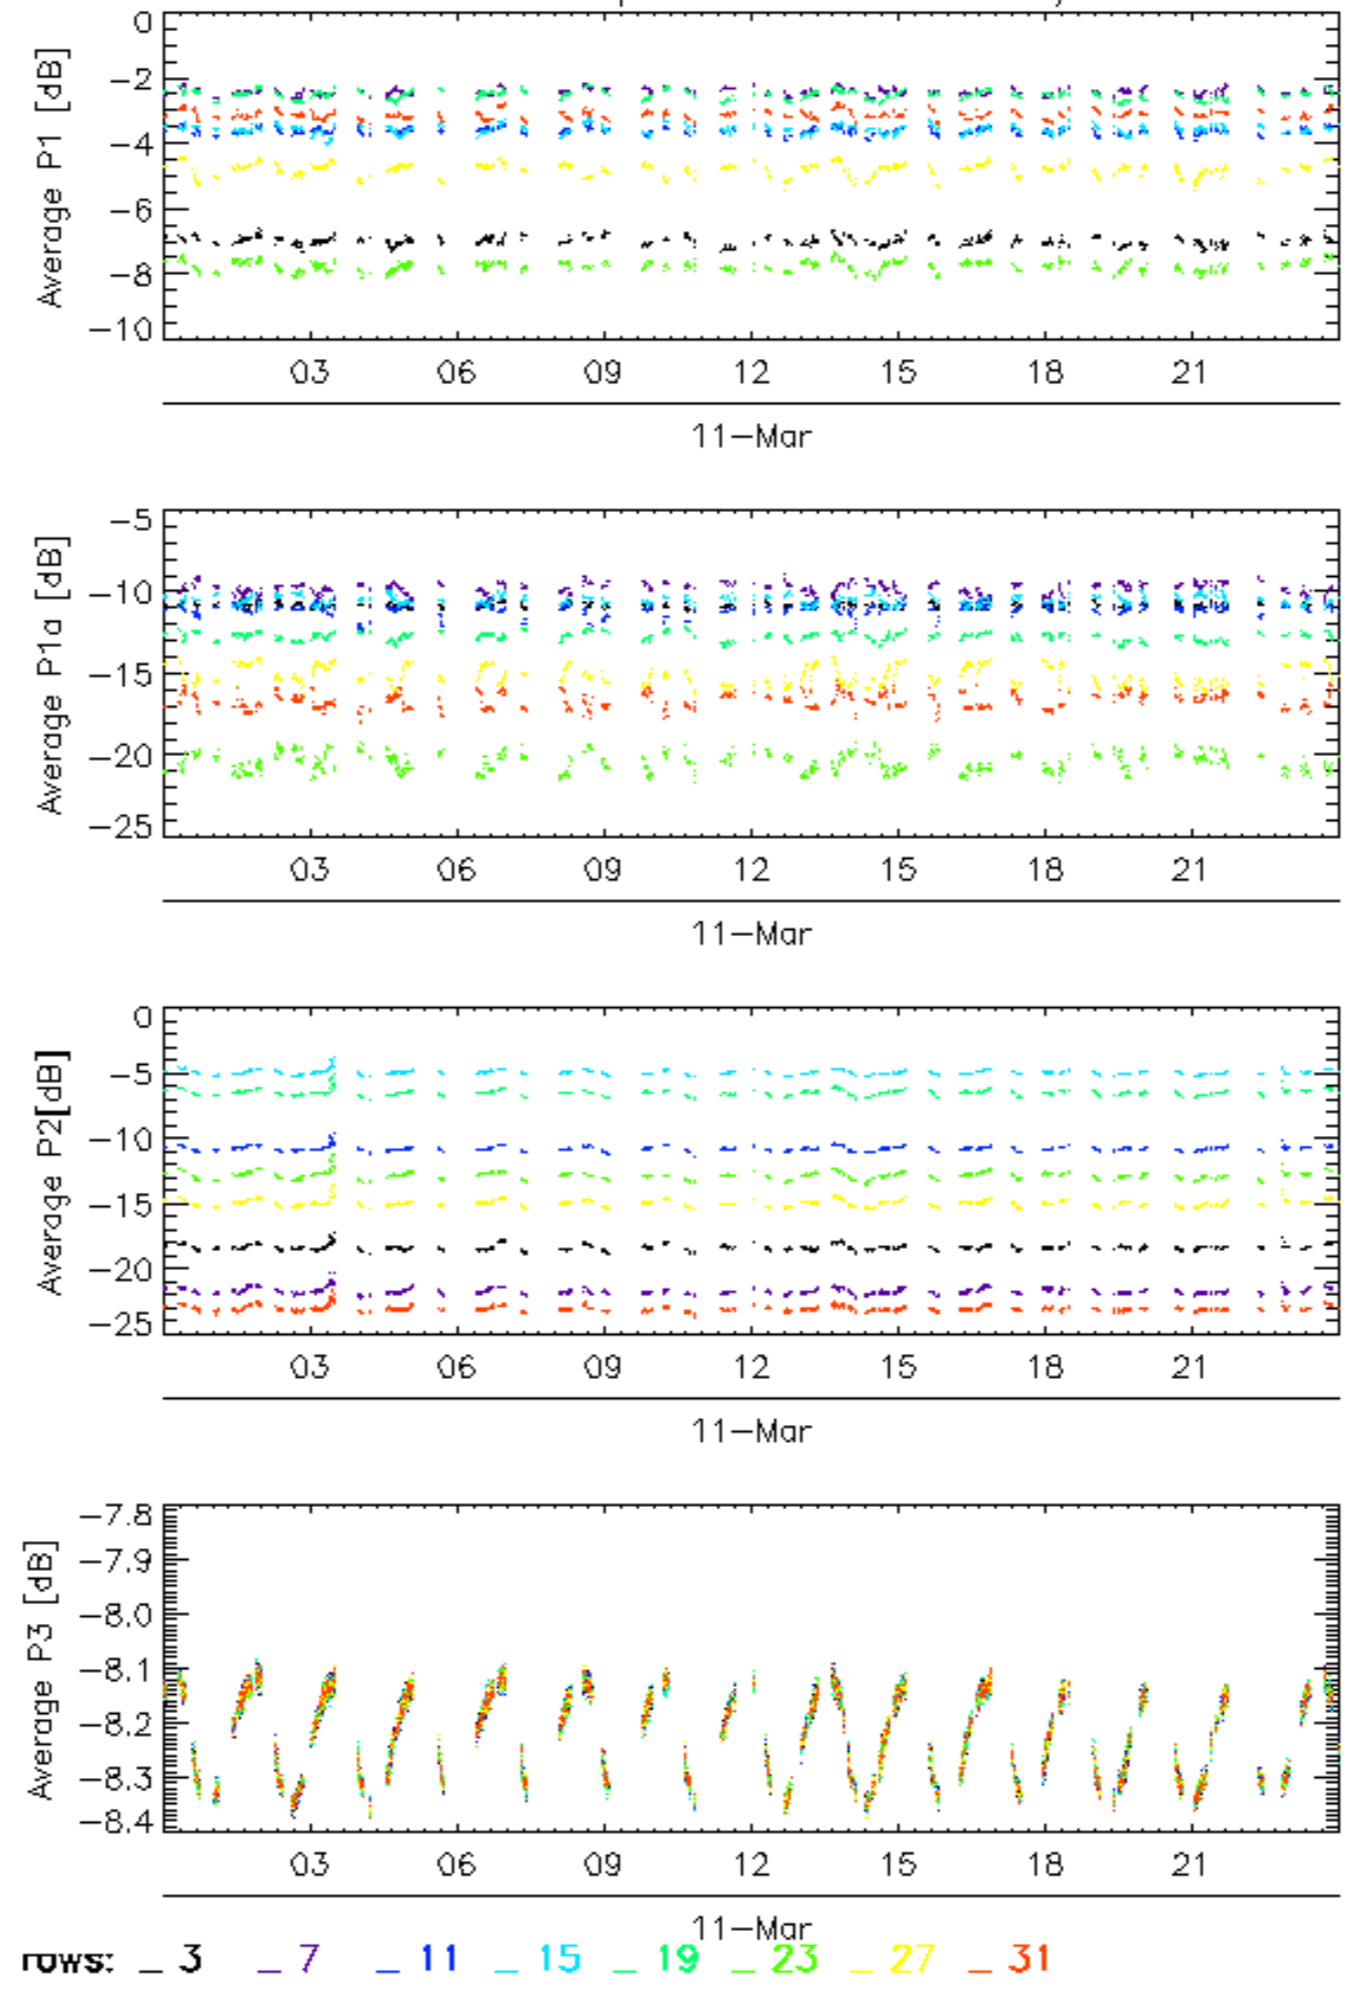 0
−2
−4
−6
−8
−10
Average P1 [dB]
03 06 09 12 15 18 21
11−Mar
−5
−10
−15
−20
−25
Average P1a [dB]
03 06 09 12 15 18 21
11−Mar
0
−5
−10
−15
−20
−25
Average P2[dB]
03 06 09 12 15 18 21
11−Mar
−7.8
−7.9
−8.0
−8.1
−8.2
−8.3
−8.4
Average P3 [dB]
03 06 09 12 15 18 21
11−Mar
rows: _ 3 _ 7 _ 11 _ 15 _ 19 _ 23 _ 27 _ 31